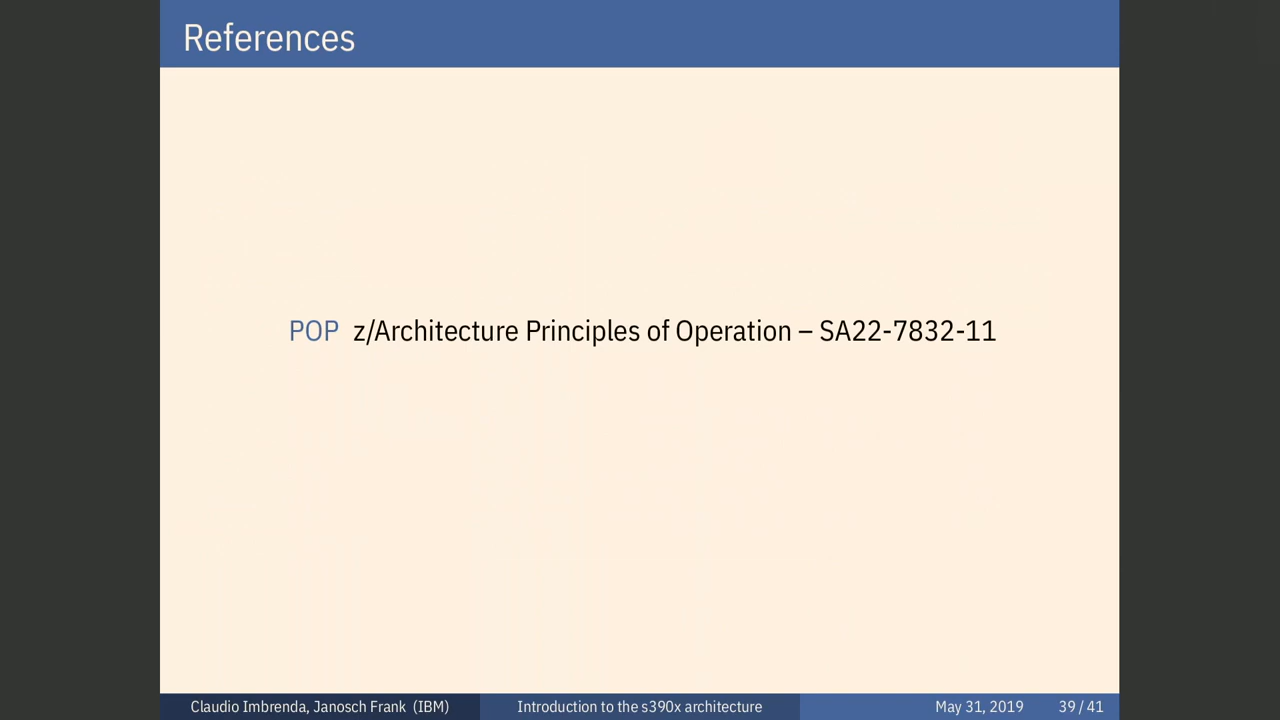 References
POP z/Architecture Principles of Operation – SA22-7832-11
Claudio Imbrenda, Janosch Frank (IBM) Introduction to the s390x architecture May 31, 2019 39 / 41